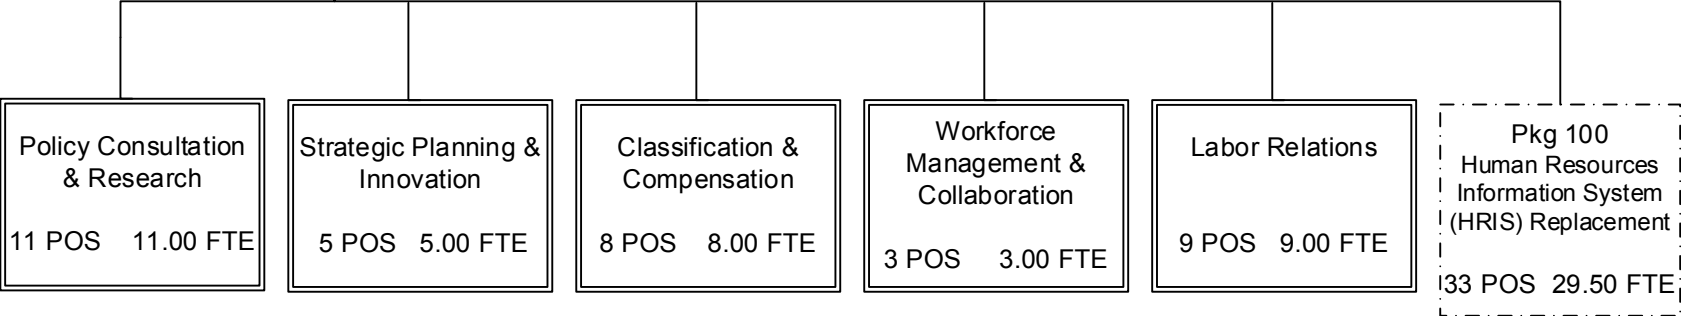 Policy Consultation
& Research
11 POS 11.00 FTE
Strategic Planning &
Innovation
5 POS 5.00 FTE
Classification &
Compensation
8 POS 8.00 FTE
Workforce
Management &
Collaboration
3 POS 3.00 FTE
Labor Relations
9 POS 9.00 FTE
Pkg 100
Human Resources
Information System
(HRIS) Replacement
33 POS 29.50 FTE